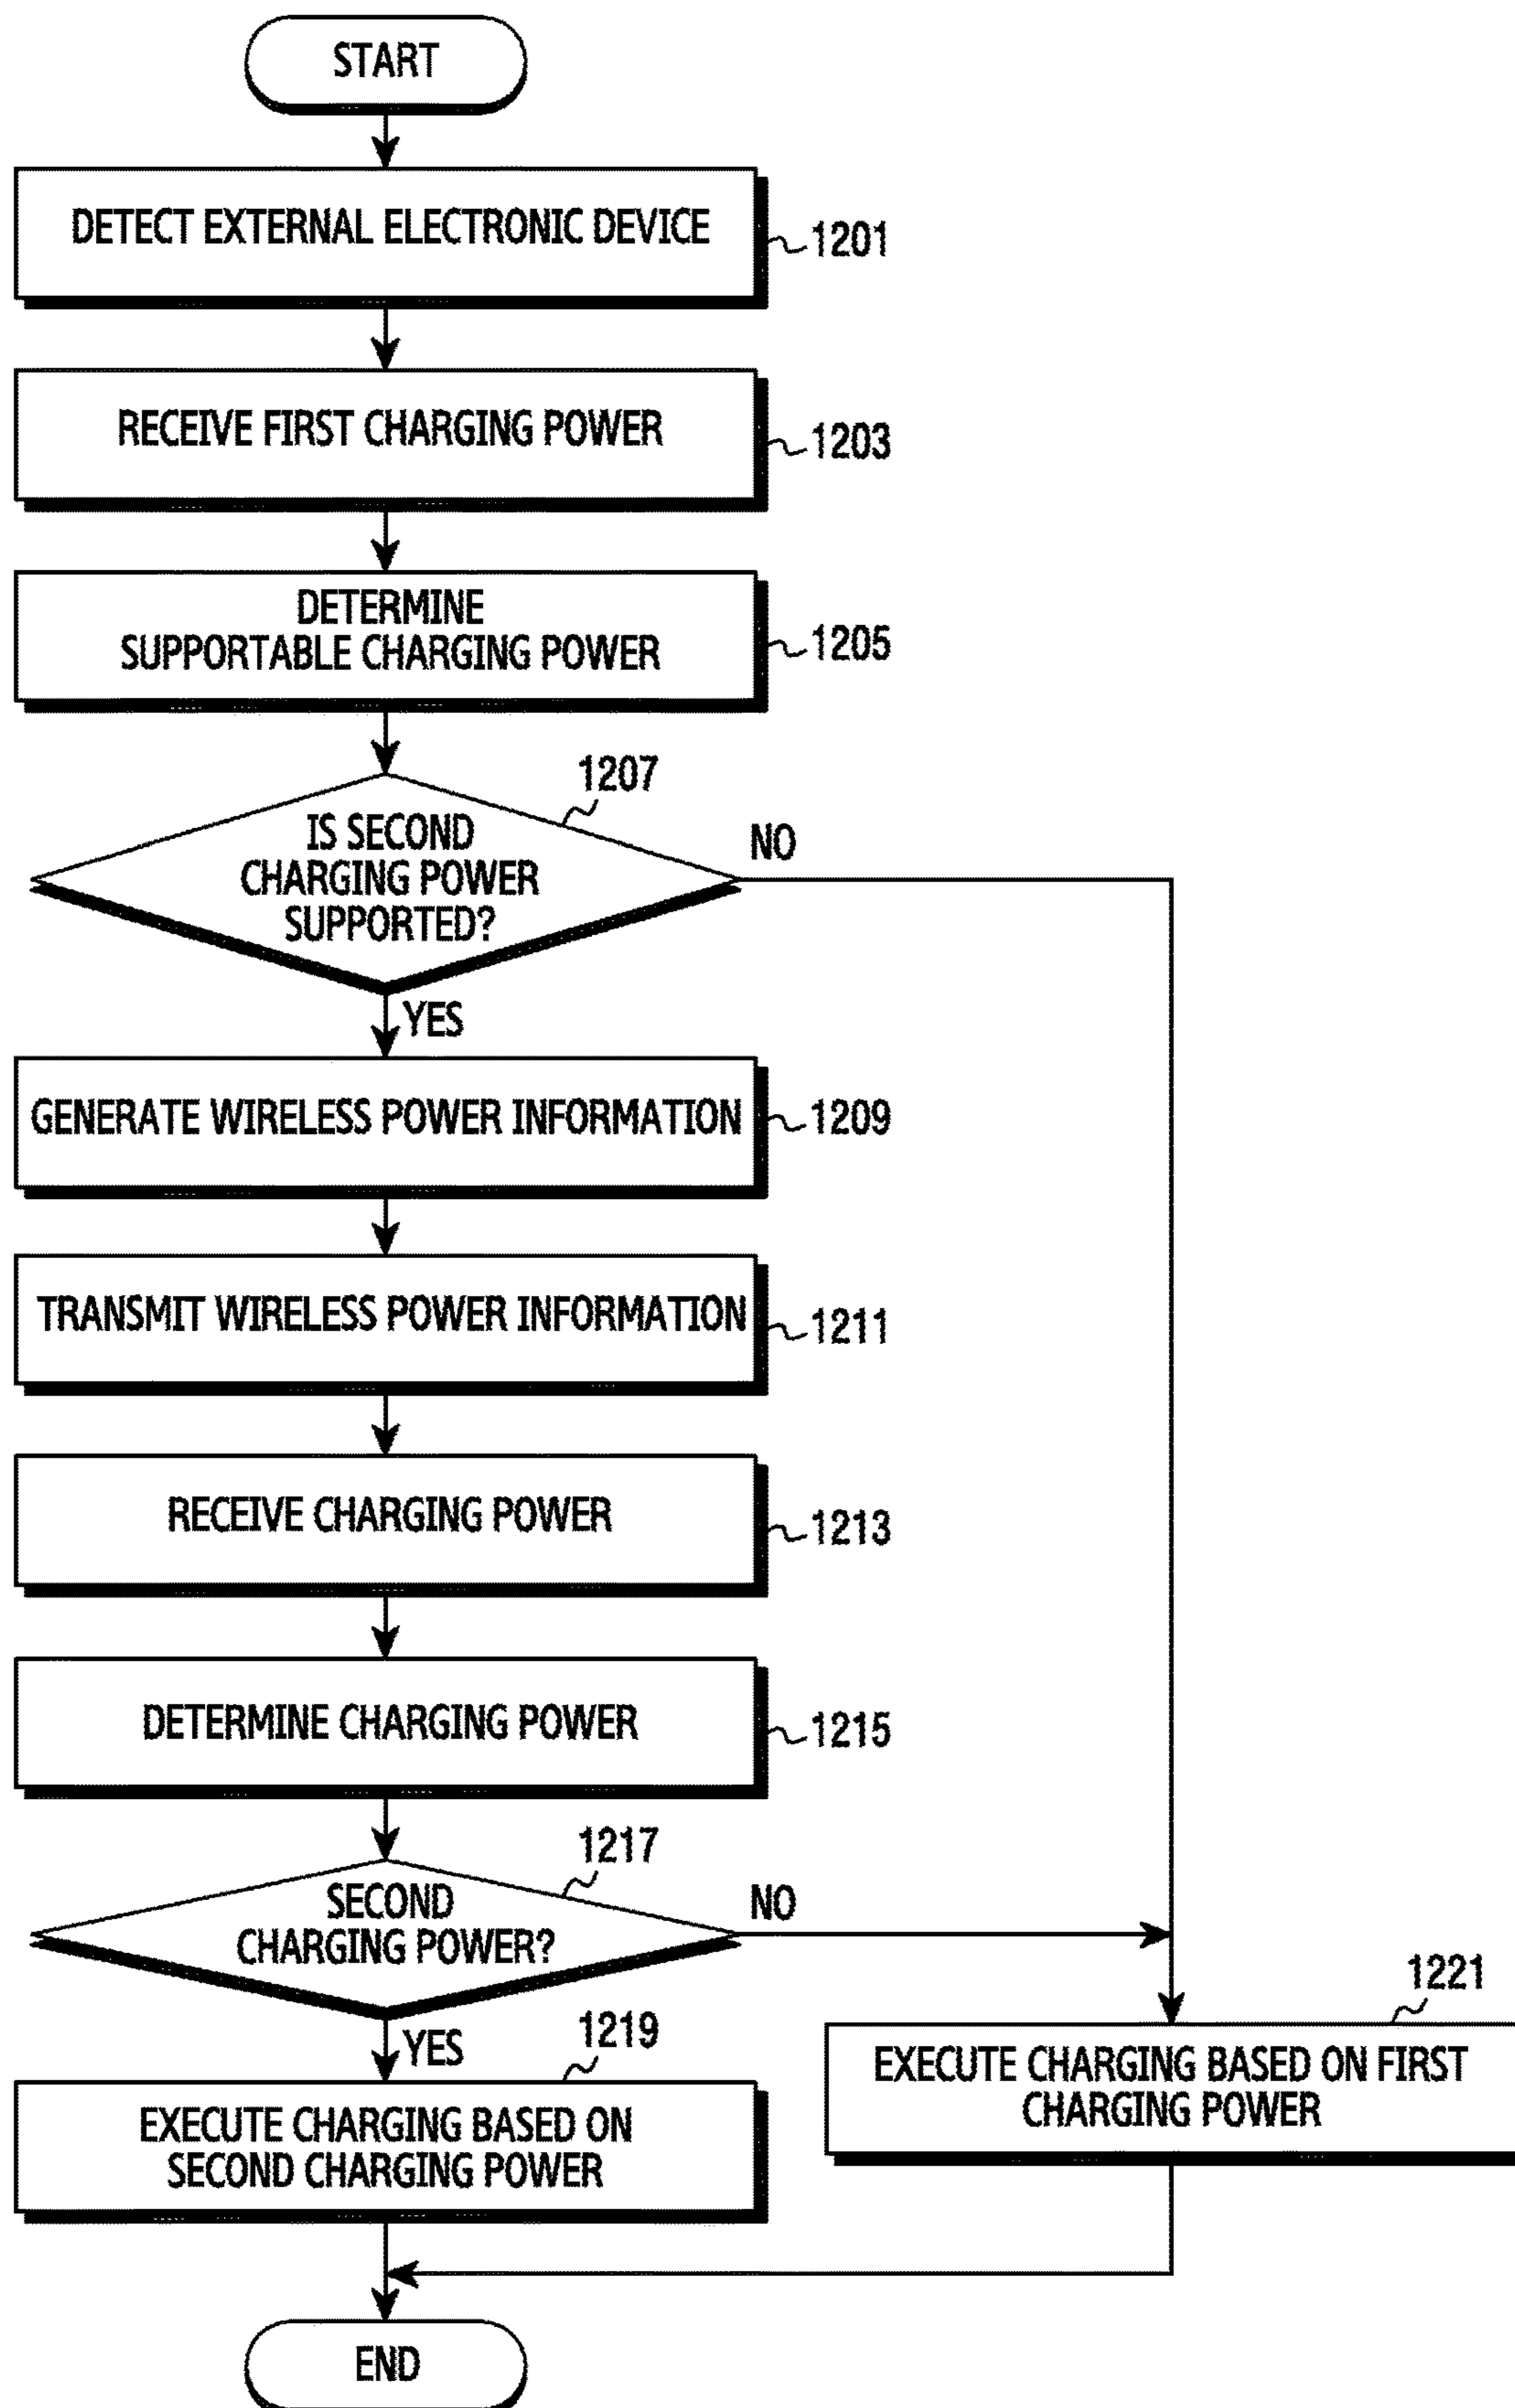 START
DETECT EXTERNAL ELECTRONIC DEVICE
1201
RECEIVE FIRST CHARGING POWER
1203
DETERMINE
SUPPORTABLE CHARGING POWER
1205
1207
IS SECOND
CHARGING POWER
SUPPORTED?
NO
YES
GENERATE WIRELESS POWER INFORMATION
1209
TRANSMIT WIRELESS POWER INFORMATION
1211
RECEIVE CHARGING POWER
1213
DETERMINE CHARGING POWER
1215
1217
SECOND
CHARGING POWER?
NO
YES
1219
EXECUTE CHARGING BASED ON
SECOND CHARGING POWER
1221
EXECUTE CHARGING BASED ON FIRST
CHARGING POWER
END